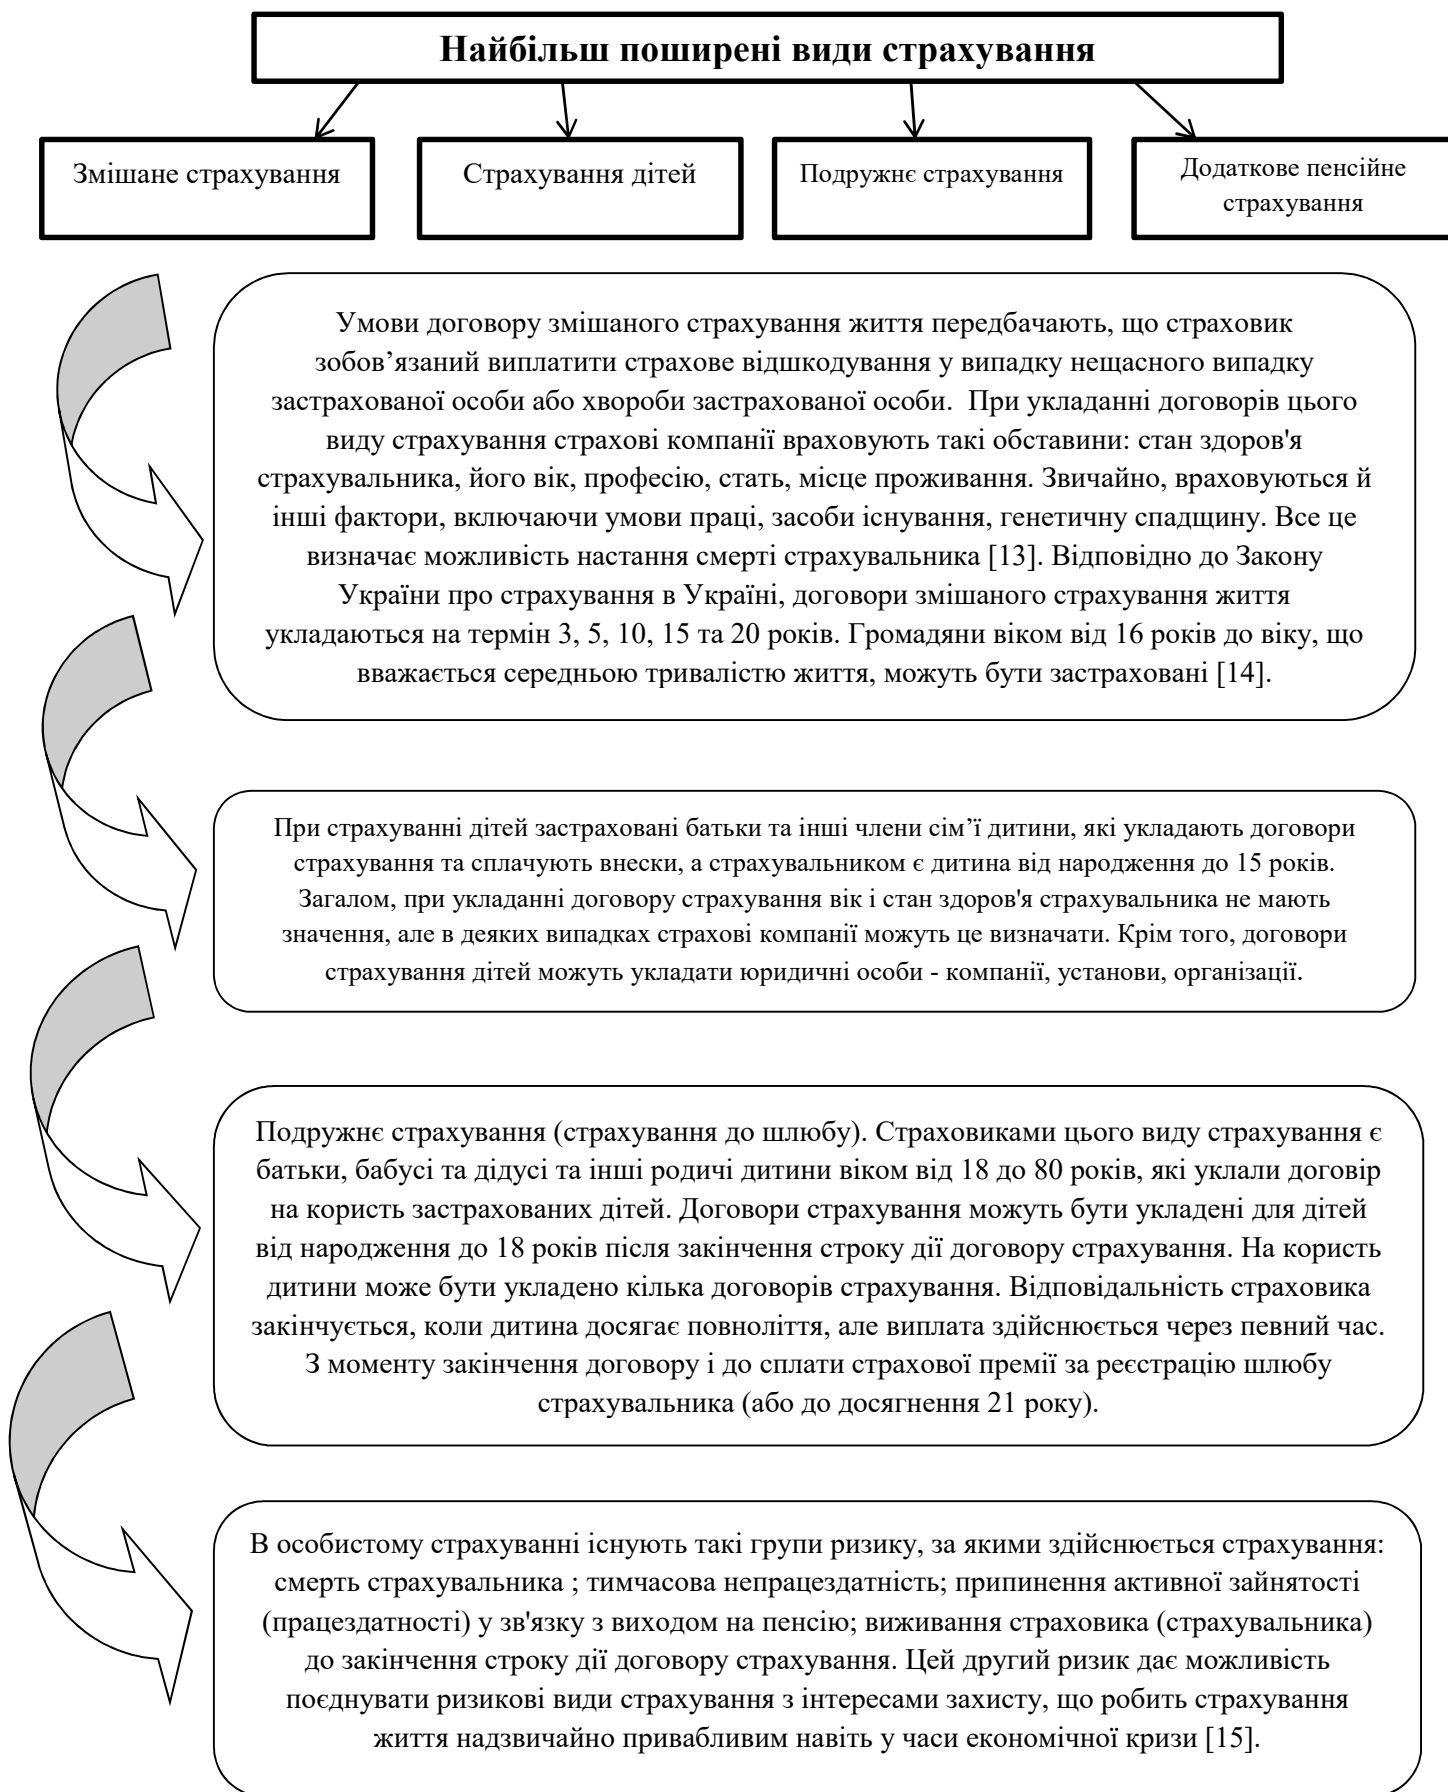 Найбільш поширені види страхування
Змішане страхування
Страхування дітей
Подружнє страхування
Додаткове пенсійне
страхування
Умови договору змішаного страхування життя передбачають, що страховик
зобов’язаний виплатити страхове відшкодування у випадку нещасного випадку
застрахованої особи або хвороби застрахованої особи.  При укладанні договорів цього
виду страхування страхові компанії враховують такі обставини: стан здоров'я
страхувальника, його вік, професію, стать, місце проживання. Звичайно, враховуються й
інші фактори, включаючи умови праці, засоби існування, генетичну спадщину. Все це
визначає можливість настання смерті страхувальника [13]. Відповідно до Закону
України про страхування в Україні, договори змішаного страхування життя
укладаються на термін 3, 5, 10, 15 та 20 років. Громадяни віком від 16 років до віку, що
вважається середньою тривалістю життя, можуть бути застраховані [14].
При страхуванні дітей застраховані батьки та інші члени сім’ї дитини, які укладають договори
страхування та сплачують внески, а страхувальником є дитина від народження до 15 років.
Загалом, при укладанні договору страхування вік і стан здоров'я страхувальника не мають
значення, але в деяких випадках страхові компанії можуть це визначати. Крім того, договори
страхування дітей можуть укладати юридичні особи - компанії, установи, організації.
Подружнє страхування (страхування до шлюбу). Страховиками цього виду страхування є
батьки, бабусі та дідусі та інші родичі дитини віком від 18 до 80 років, які уклали договір
на користь застрахованих дітей. Договори страхування можуть бути укладені для дітей
від народження до 18 років після закінчення строку дії договору страхування. На користь
дитини може бути укладено кілька договорів страхування. Відповідальність страховика
закінчується, коли дитина досягає повноліття, але виплата здійснюється через певний час.
З моменту закінчення договору і до сплати страхової премії за реєстрацію шлюбу
страхувальника (або до досягнення 21 року).
В особистому страхуванні існують такі групи ризику, за якими здійснюється страхування:
смерть страхувальника ; тимчасова непрацездатність; припинення активної зайнятості
(працездатності) у зв'язку з виходом на пенсію; виживання страховика (страхувальника)
до закінчення строку дії договору страхування. Цей другий ризик дає можливість
поєднувати ризикові види страхування з інтересами захисту, що робить страхування
життя надзвичайно привабливим навіть у часи економічної кризи [15].